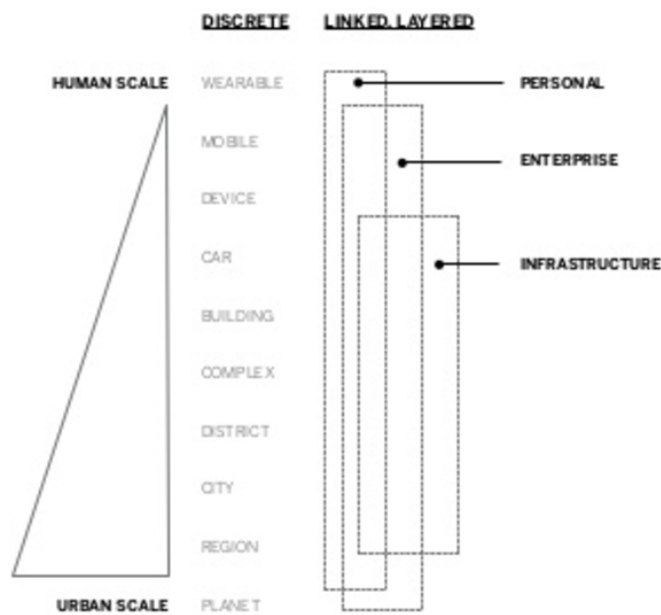 DISCRETE LINKED, LAYERED
HUMAN SCALE WEARABLE PERSONAL
MOBILE
ENTERPRISE
DEVICE
CAR INFRASTRUCTURE
BUILDING
COMPLEX
DISTRICT
CITY
REGION
URBAN SCALE PLANET